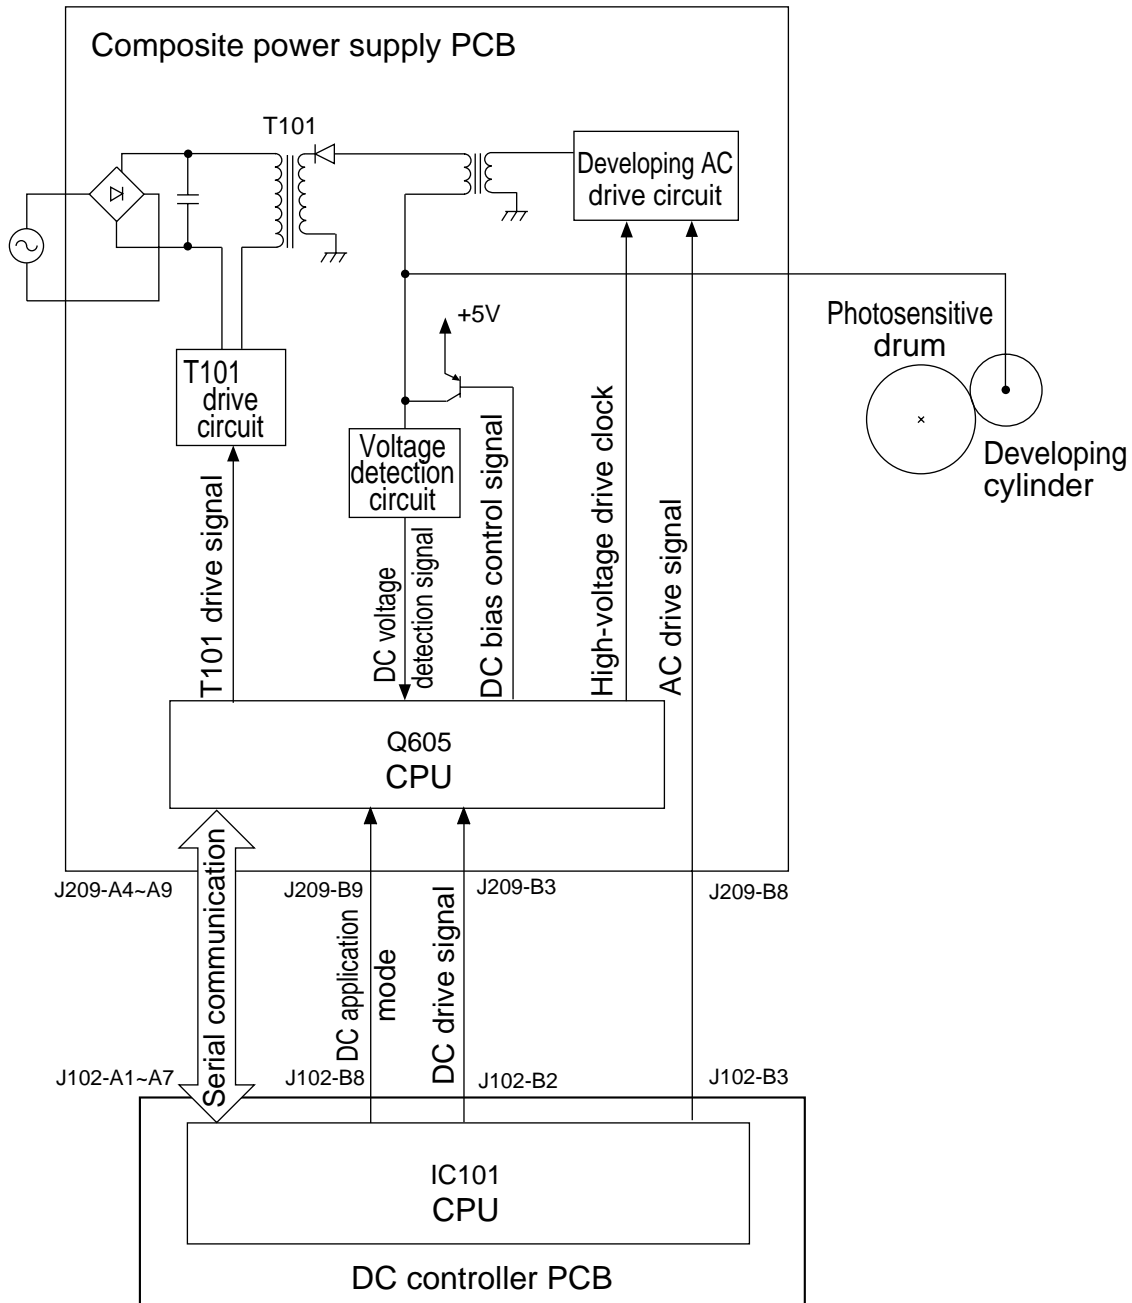 Composite power supply PCB
T101
Developing AC
drive circuit
+5V
T101
drive
circuit
Voltage
detection
circuit
Photosensitive
drum
Developing
cylinder
T101 drive signal
DC voltage
detection signal
DC bias control signal
High-voltage drive clock
AC drive signal
Q605
CPU
J209-A4~A9
J209-B9
J209-B3
J209-B8
Serial communication
DC application
mode
DC drive signal
J102-A1~A7
J102-B8
J102-B2
J102-B3
IC101
CPU
DC controller PCB